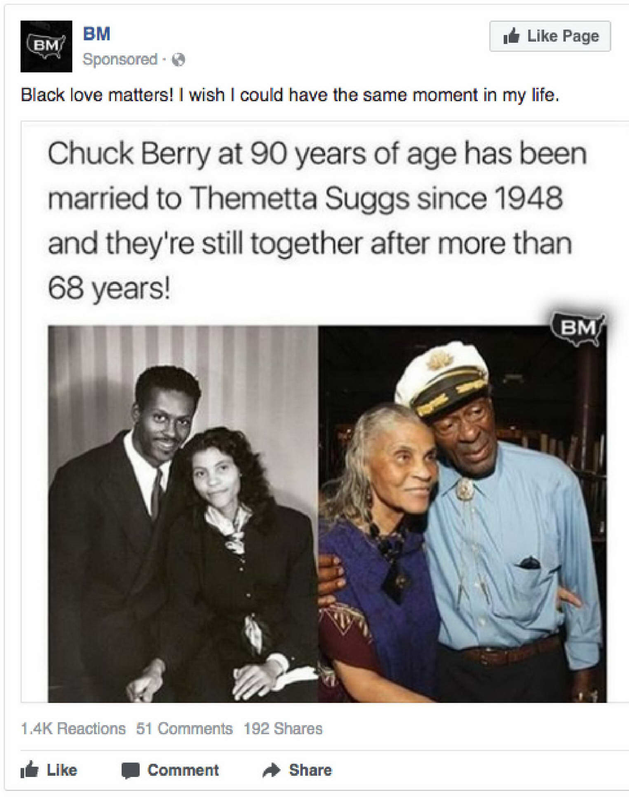 BM
BM
Sponsored ·
Like Page
Black love matters! I wish I could have the same moment in my life.
Chuck Berry at 90 years of age has been
married to Themetta Suggs since 1948
and they're still together after more than
68 years!
BM
1.4K Reactions 51 Comments 192 Shares
Like Comment Share